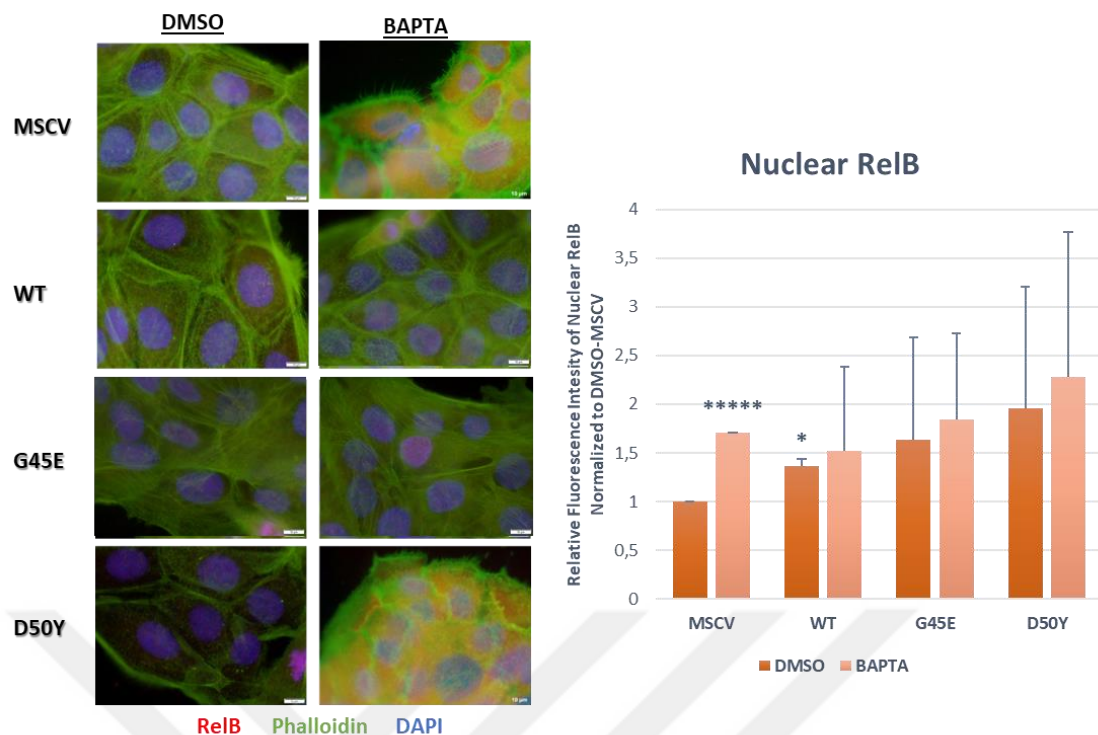 DMSO BAPTA
MSCV
WT
G45E
D50Y
10 µm
10 µm
RelB Phalloidin DAPI
Nuclear RelB
Relative Fluorescence Intesity of Nuclear RelB
Normalized to DMSO-MSCV
4
3,5
3
2,5
2
1,5
1
0,5
0
*****
*
MSCV WT G45E D50Y
DMSO BAPTA